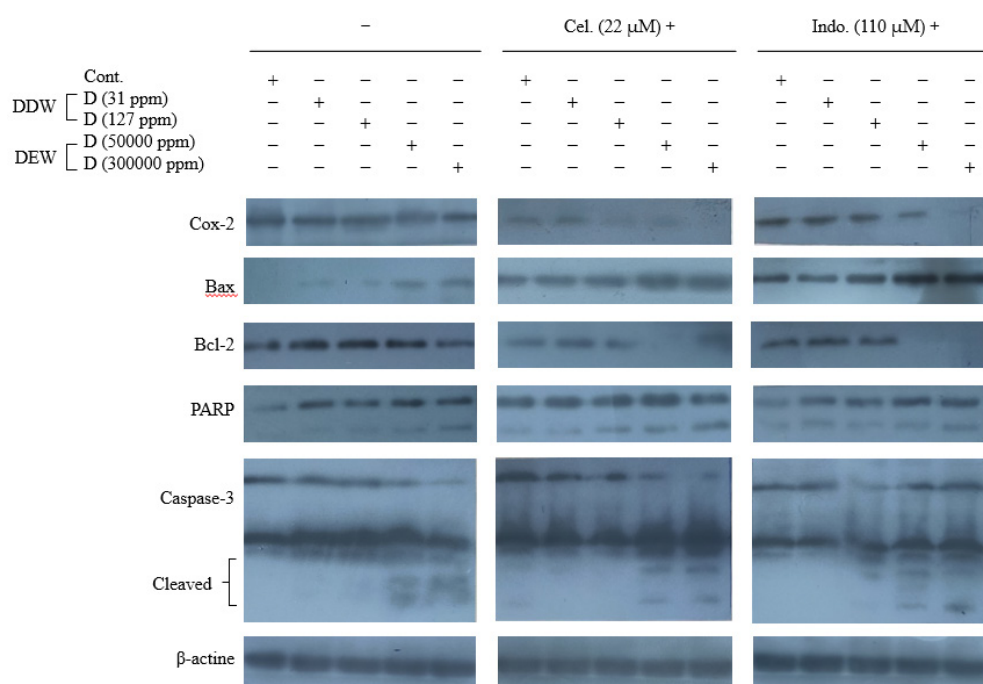 – Cel. (22 μM) + Indo. (110 μM) +
Cont. + – – – – + – – – – + – – – –
DDW
D (31 ppm) – + – – – – + – – – – + – – –
D (127 ppm) – – + – – – – + – – – – + – –
DEW
D (50000 ppm) – – – + – – – – + – – – – + –
D (300000 ppm) – – – – + – – – – + – – – – +
Cox-2
Bax
Bcl-2
PARP
Caspase-3
Cleaved
β-actine